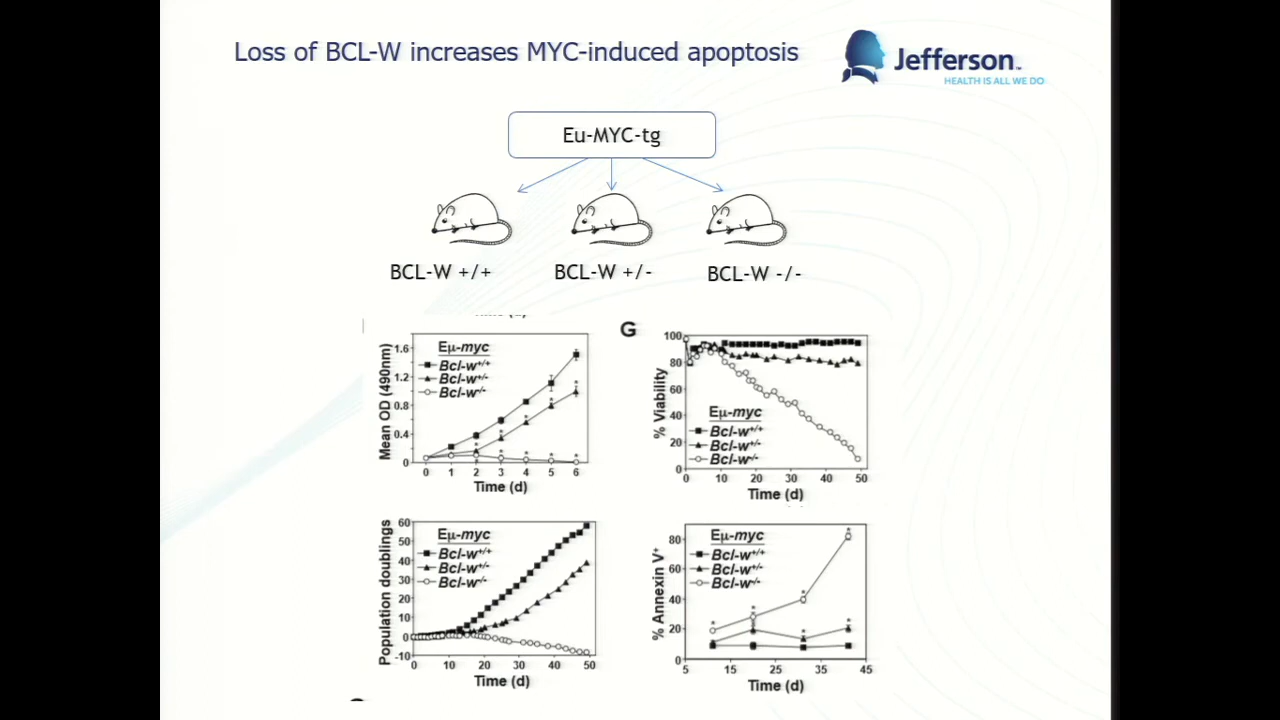 Loss of BCL-W increases MYC-induced apoptosis
Jefferson™
HEALTH IS ALL WE DO
Eu-MYC-tg
BCL-W +/+
BCL-W +/-
BCL-W -/-
Mean OD (490nm)
1.6
1.2
0.8
0.4
0
Eμ-myc
Bcl-w+/+
Bcl-w+/-
Bcl-w-/-
0 1 2 3 4 5 6
Time (d)
G
% Viability
100
80
60
40
20
0
Eμ-myc
Bcl-w+/+
Bcl-w+/-
Bcl-w-/-
0 10 20 30 40 50
Time (d)
Population doublings
60
50
40
30
20
10
0
-10
Eμ-myc
Bcl-w+/+
Bcl-w+/-
Bcl-w-/-
0 10 20 30 40 50
Time (d)
% Annexin V+
80
60
40
20
0
Eμ-myc
Bcl-w+/+
Bcl-w+/-
Bcl-w-/-
5 15 25 35 45
Time (d)